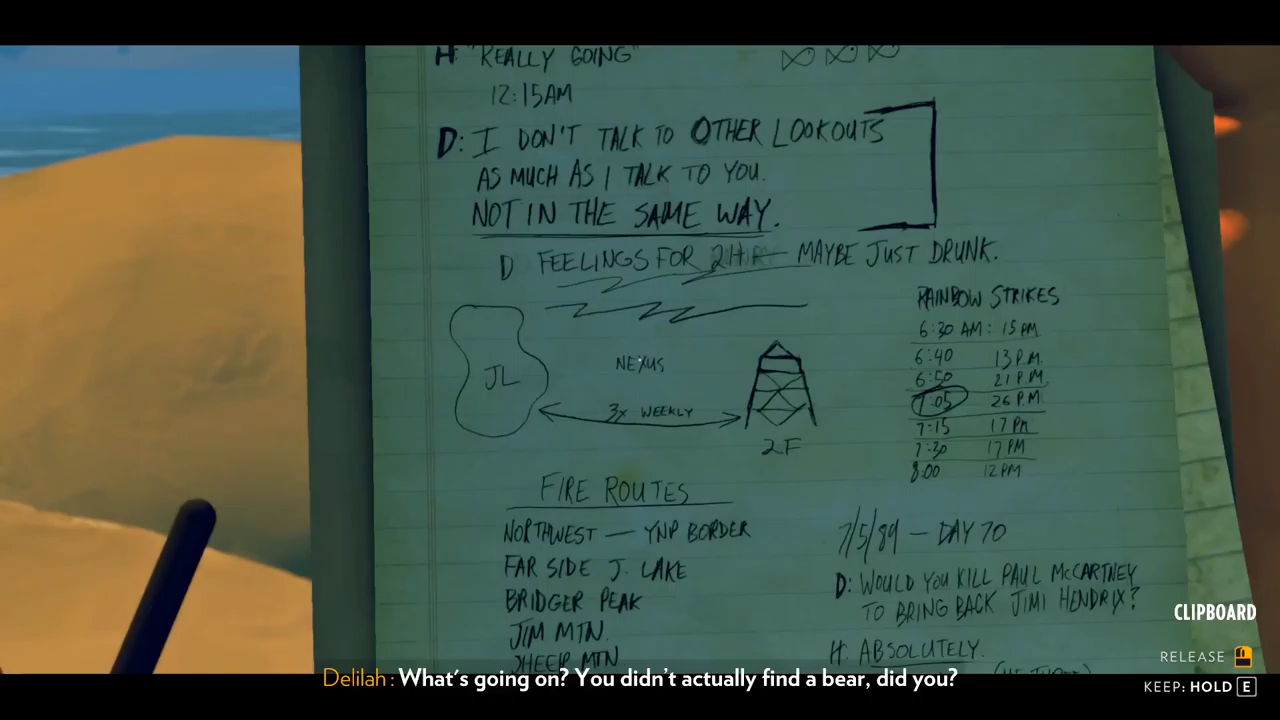 H: "REALLY GOING"
12:15AM
D: I DON'T TALK TO OTHER LOOKOUTS
AS MUCH AS I TALK TO YOU.
NOT IN THE SAME WAY.
D FEELINGS FOR MAYBE JUST DRUNK.
JL
NEXUS
3X WEEKLY
2F
RAINBOW STRIKES
6:30 AM: 15 PM
6:40 13 P.M.
6:50 21 P.M.
7:05 26 P.M
7:15 17 PM
7:30 17 PM
8:00 12 PM
FIRE ROUTES
NORTHWEST — YNP BORDER
FAR SIDE J. LAKE
BRIDGER PEAK
JIM MTN.
SHEEP MTN
7/5/89 — DAY 70
D: WOULD YOU KILL PAUL McCARTNEY
TO BRING BACK JIMI HENDRIX?
H: ABSOLUTELY.
CLIPBOARD
RELEASE
KEEP: HOLD E
Delilah: What's going on? You didn't actually find a bear, did you?